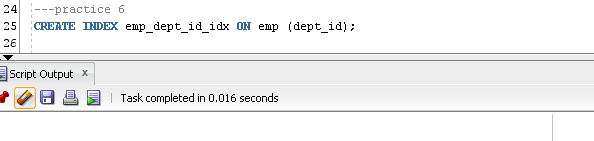 24 ---practice 6
25 CREATE INDEX emp_dept_id_idx ON emp (dept_id);
26
Script Output x
Task completed in 0.016 seconds